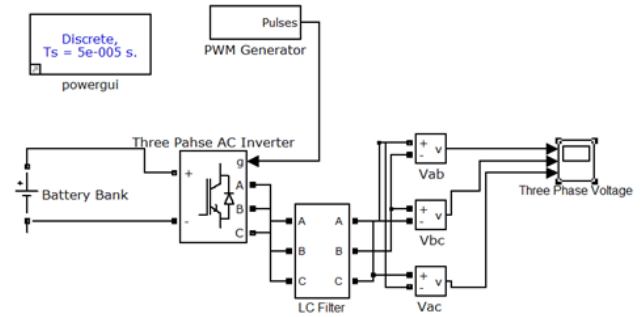 Discrete,
Ts = 5e-005 s.
powergui
Pulses
PWM Generator
Three Pahse AC Inverter
g
+
A
B
-
C
+
Battery Bank
A A
B B
C C
LC Filter
+
-
v
Vab
+
-
v
Vbc
+
-
v
Vac
Three Phase Voltage